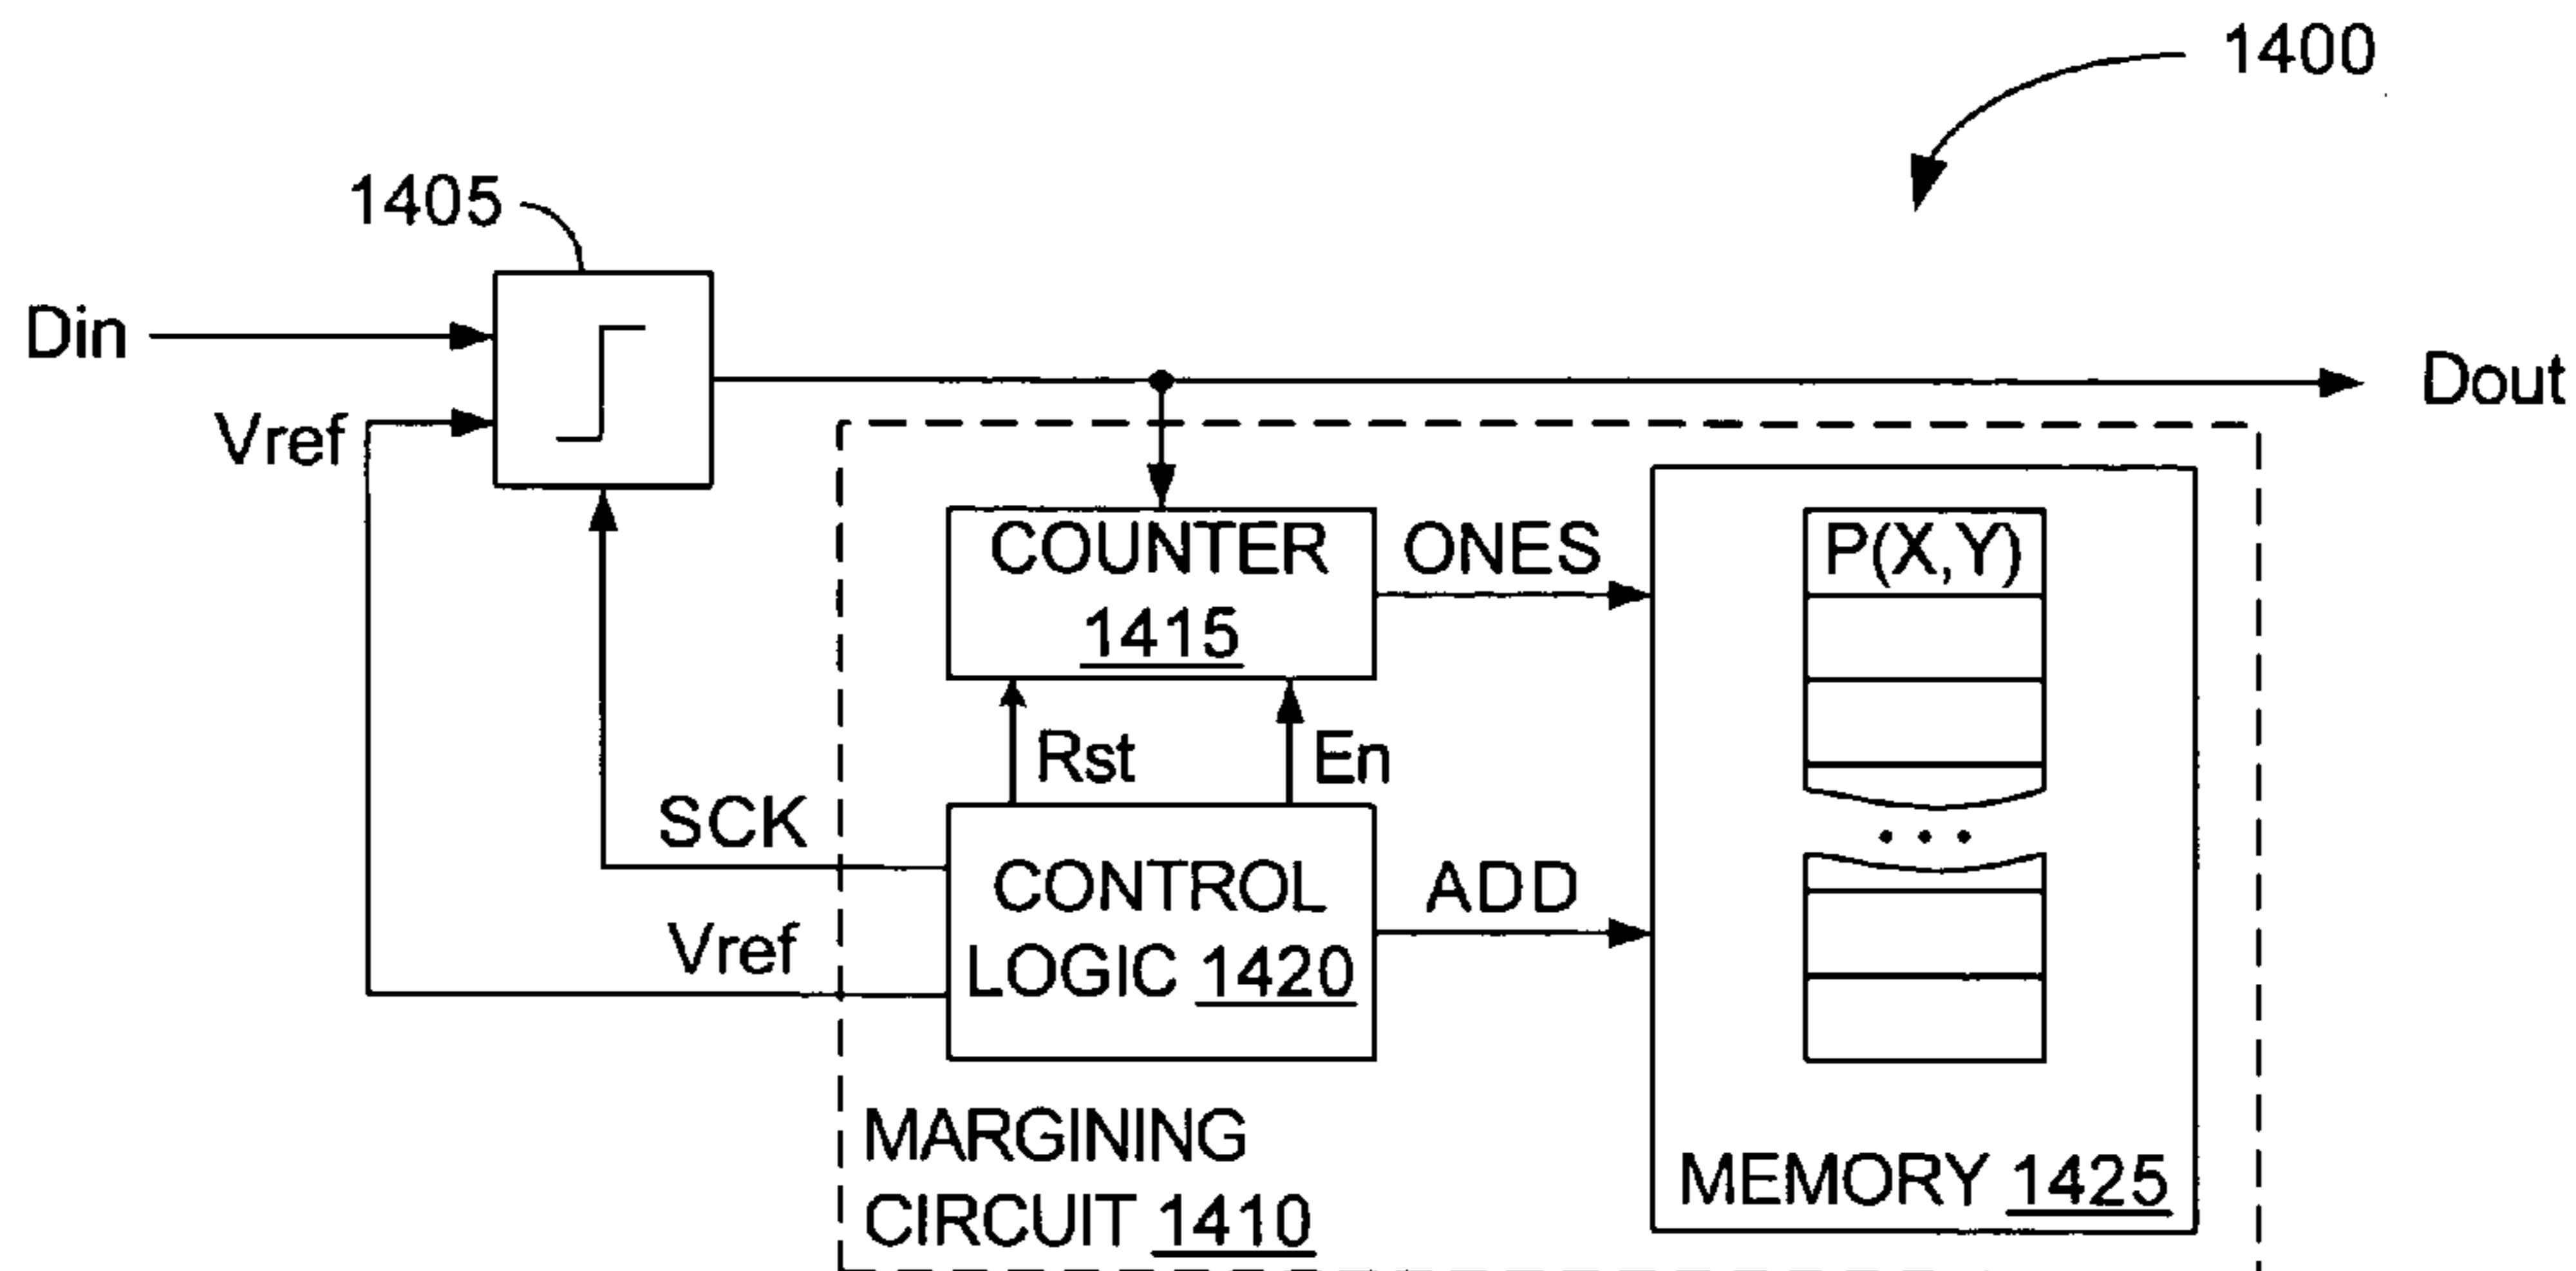 1400
1405
Din
Vref
Dout
COUNTER
1415
ONES
P(X,Y)
Rst
En
SCK
Vref
CONTROL
LOGIC 1420
ADD
MARGINING
CIRCUIT 1410
MEMORY 1425